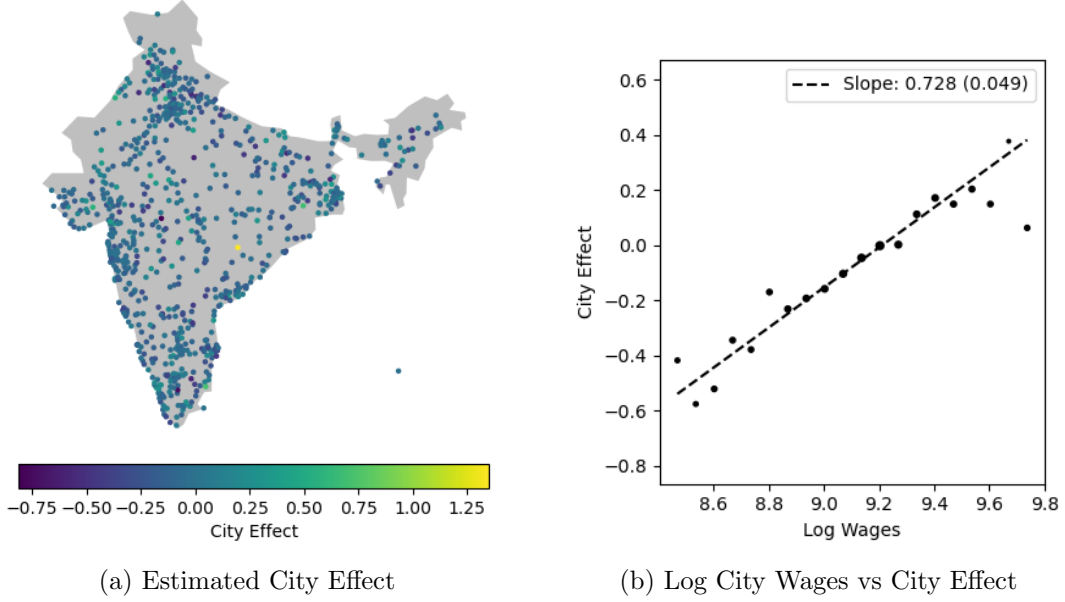 −0.75 −0.50 −0.25 0.00 0.25 0.50 0.75 1.00 1.25
City Effect
(a) Estimated City Effect
Slope: 0.728 (0.049)
0.6
0.4
0.2
0.0
−0.2
−0.4
−0.6
−0.8
City Effect
8.6 8.8 9.0 9.2 9.4 9.6 9.8
Log Wages
(b) Log City Wages vs City Effect